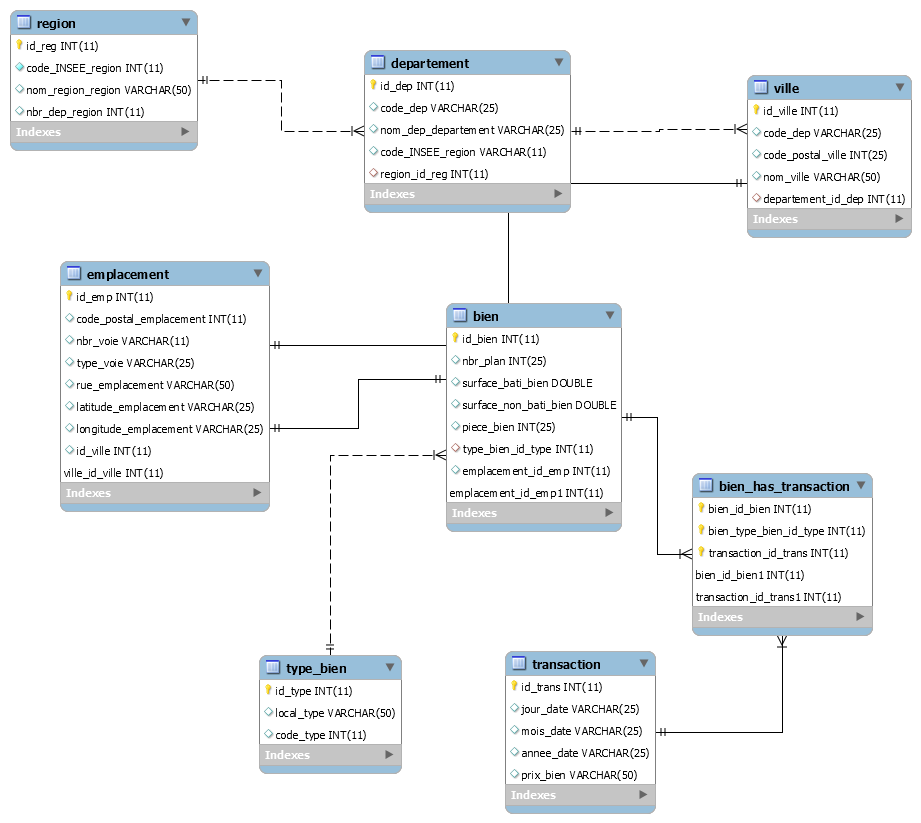 region
id_reg INT(11)
code_INSEE_region INT(11)
nom_region_region VARCHAR(50)
nbr_dep_region INT(11)
Indexes
departement
id_dep INT(11)
code_dep VARCHAR(25)
nom_dep_departement VARCHAR(25)
code_INSEE_region VARCHAR(11)
region_id_reg INT(11)
Indexes
ville
id_ville INT(11)
code_dep VARCHAR(25)
code_postal_ville INT(25)
nom_ville VARCHAR(50)
departement_id_dep INT(11)
Indexes
emplacement
id_emp INT(11)
code_postal_emplacement INT(11)
nbr_voie VARCHAR(11)
type_voie VARCHAR(25)
rue_emplacement VARCHAR(50)
latitude_emplacement VARCHAR(25)
longitude_emplacement VARCHAR(25)
id_ville INT(11)
ville_id_ville INT(11)
Indexes
bien
id_bien INT(11)
nbr_plan INT(25)
surface_bati_bien DOUBLE
surface_non_bati_bien DOUBLE
piece_bien INT(25)
type_bien_id_type INT(11)
emplacement_id_emp INT(11)
emplacement_id_emp1 INT(11)
Indexes
bien_has_transaction
bien_id_bien INT(11)
bien_type_bien_id_type INT(11)
transaction_id_trans INT(11)
bien_id_bien1 INT(11)
transaction_id_trans1 INT(11)
Indexes
type_bien
id_type INT(11)
local_type VARCHAR(50)
code_type INT(11)
Indexes
transaction
id_trans INT(11)
jour_date VARCHAR(25)
mois_date VARCHAR(25)
annee_date VARCHAR(25)
prix_bien VARCHAR(50)
Indexes